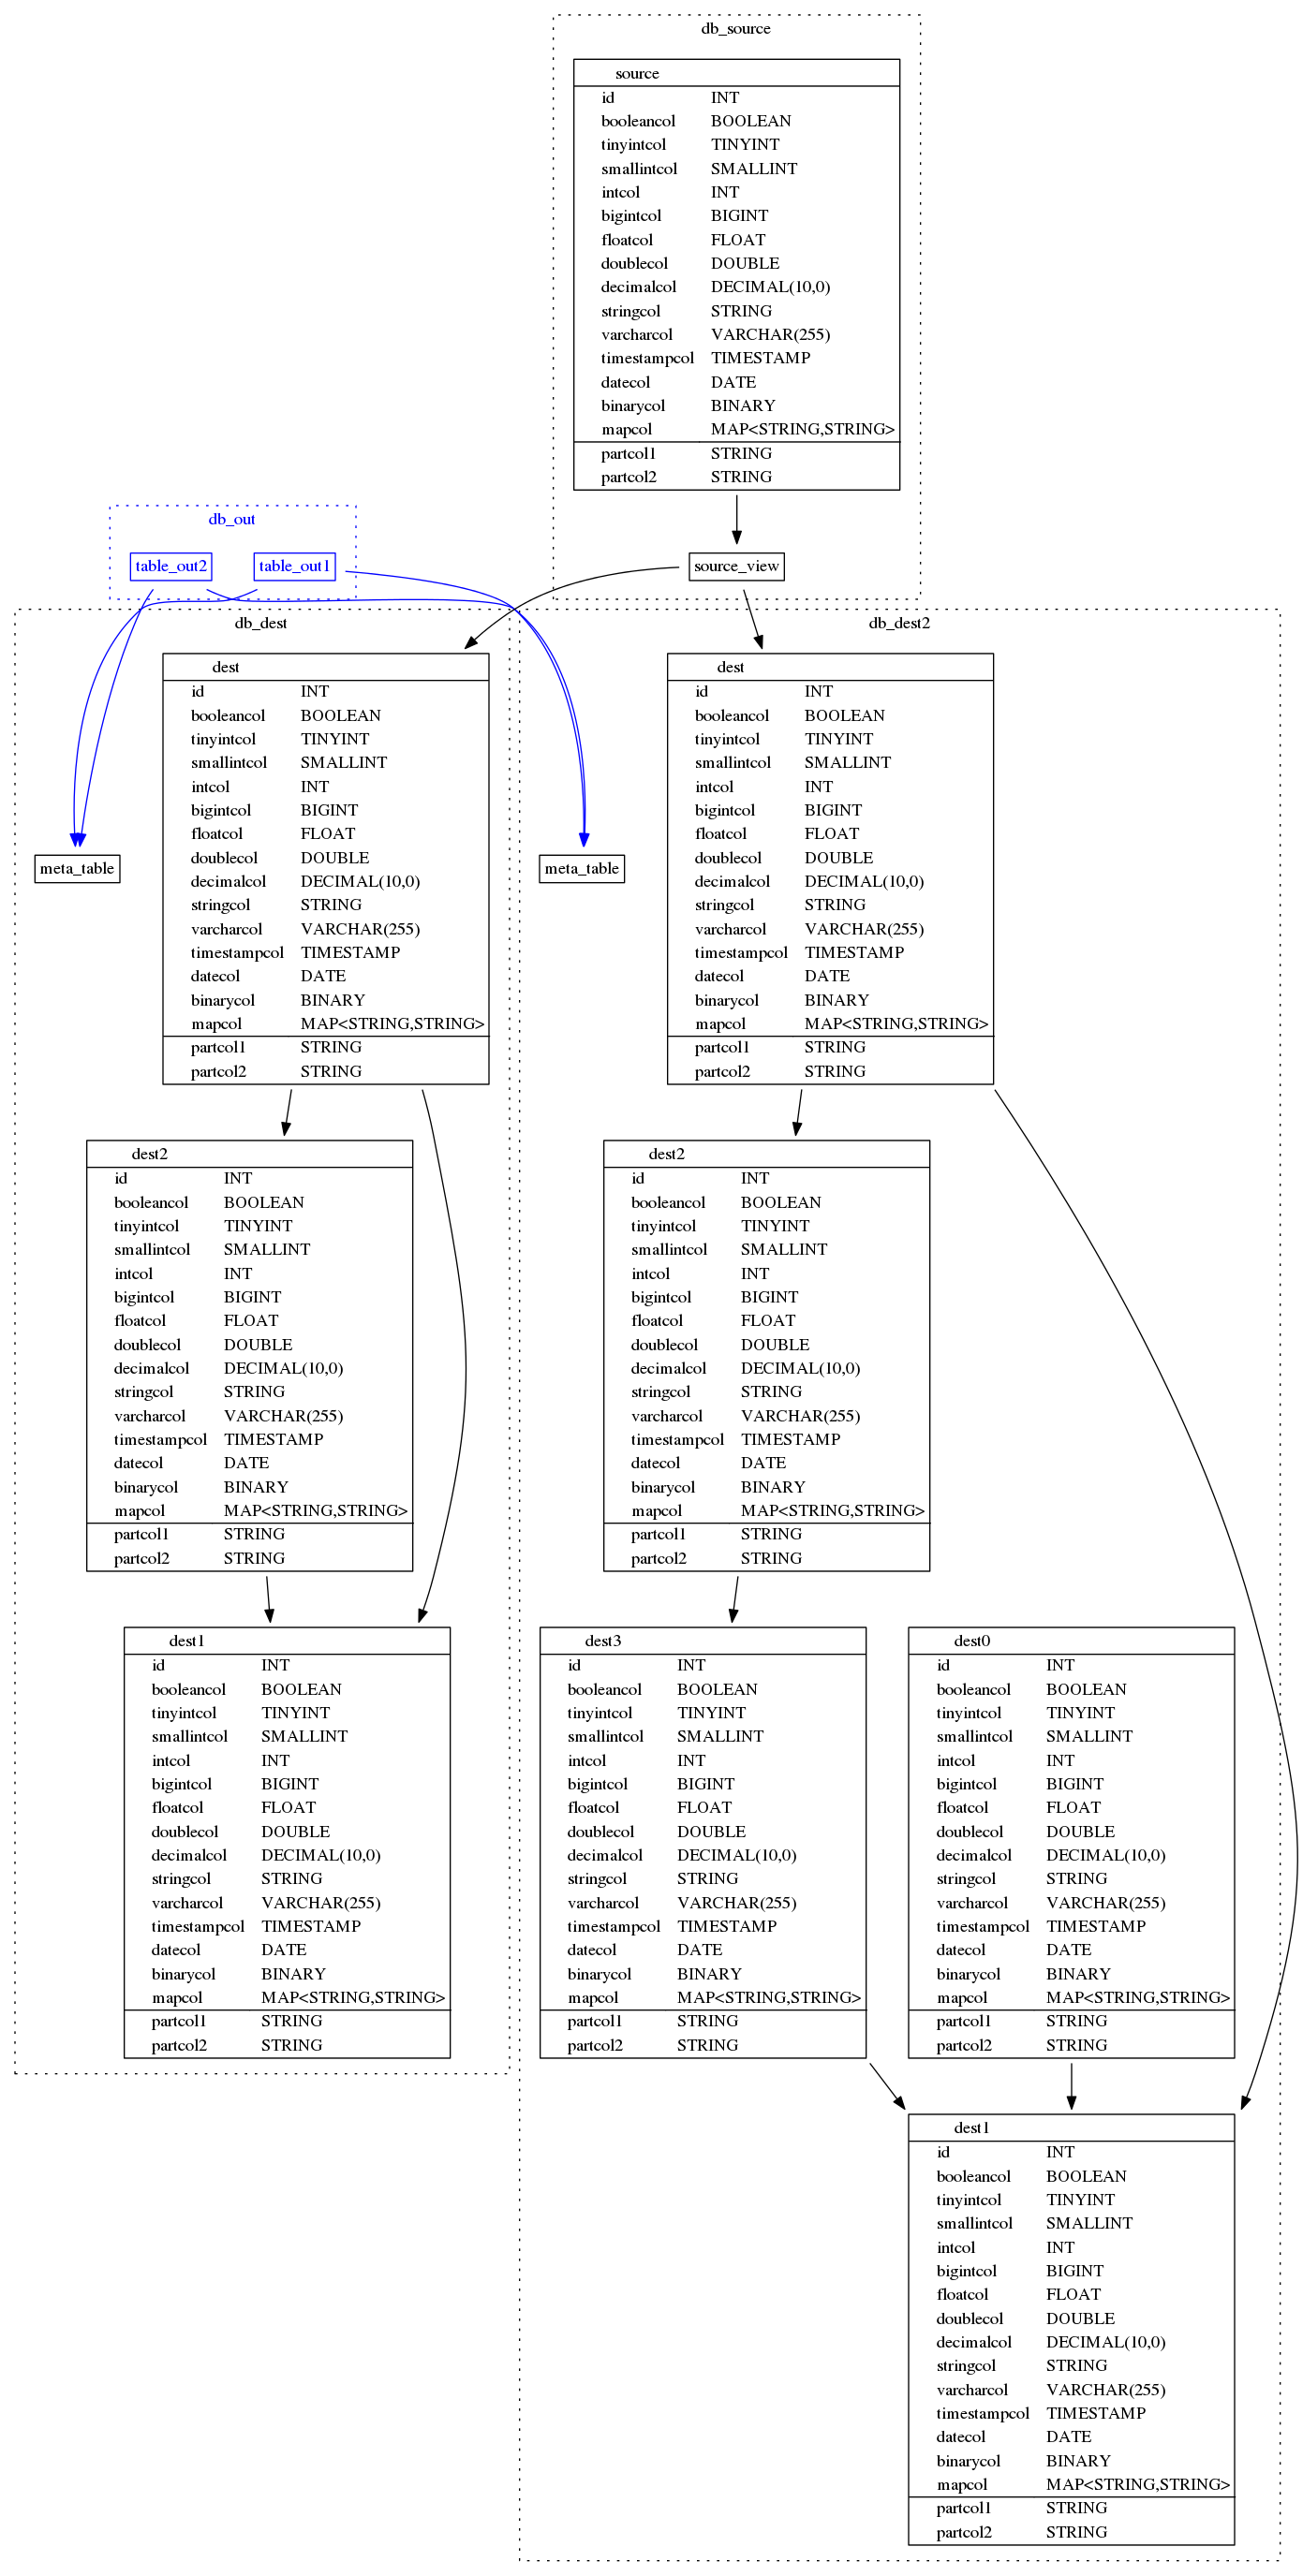 db_source
source
id INT
booleancol BOOLEAN
tinyintcol TINYINT
smallintcol SMALLINT
intcol INT
bigintcol BIGINT
floatcol FLOAT
doublecol DOUBLE
decimalcol DECIMAL(10,0)
stringcol STRING
varcharcol VARCHAR(255)
timestampcol TIMESTAMP
datecol DATE
binarycol BINARY
mapcol MAP<STRING,STRING>
partcol1 STRING
partcol2 STRING
source_view
db_out
table_out2
table_out1
db_dest
dest
id INT
booleancol BOOLEAN
tinyintcol TINYINT
smallintcol SMALLINT
intcol INT
bigintcol BIGINT
floatcol FLOAT
doublecol DOUBLE
decimalcol DECIMAL(10,0)
stringcol STRING
varcharcol VARCHAR(255)
timestampcol TIMESTAMP
datecol DATE
binarycol BINARY
mapcol MAP<STRING,STRING>
partcol1 STRING
partcol2 STRING
meta_table
dest2
id INT
booleancol BOOLEAN
tinyintcol TINYINT
smallintcol SMALLINT
intcol INT
bigintcol BIGINT
floatcol FLOAT
doublecol DOUBLE
decimalcol DECIMAL(10,0)
stringcol STRING
varcharcol VARCHAR(255)
timestampcol TIMESTAMP
datecol DATE
binarycol BINARY
mapcol MAP<STRING,STRING>
partcol1 STRING
partcol2 STRING
dest1
id INT
booleancol BOOLEAN
tinyintcol TINYINT
smallintcol SMALLINT
intcol INT
bigintcol BIGINT
floatcol FLOAT
doublecol DOUBLE
decimalcol DECIMAL(10,0)
stringcol STRING
varcharcol VARCHAR(255)
timestampcol TIMESTAMP
datecol DATE
binarycol BINARY
mapcol MAP<STRING,STRING>
partcol1 STRING
partcol2 STRING
db_dest2
dest
id INT
booleancol BOOLEAN
tinyintcol TINYINT
smallintcol SMALLINT
intcol INT
bigintcol BIGINT
floatcol FLOAT
doublecol DOUBLE
decimalcol DECIMAL(10,0)
stringcol STRING
varcharcol VARCHAR(255)
timestampcol TIMESTAMP
datecol DATE
binarycol BINARY
mapcol MAP<STRING,STRING>
partcol1 STRING
partcol2 STRING
meta_table
dest2
id INT
booleancol BOOLEAN
tinyintcol TINYINT
smallintcol SMALLINT
intcol INT
bigintcol BIGINT
floatcol FLOAT
doublecol DOUBLE
decimalcol DECIMAL(10,0)
stringcol STRING
varcharcol VARCHAR(255)
timestampcol TIMESTAMP
datecol DATE
binarycol BINARY
mapcol MAP<STRING,STRING>
partcol1 STRING
partcol2 STRING
dest3
id INT
booleancol BOOLEAN
tinyintcol TINYINT
smallintcol SMALLINT
intcol INT
bigintcol BIGINT
floatcol FLOAT
doublecol DOUBLE
decimalcol DECIMAL(10,0)
stringcol STRING
varcharcol VARCHAR(255)
timestampcol TIMESTAMP
datecol DATE
binarycol BINARY
mapcol MAP<STRING,STRING>
partcol1 STRING
partcol2 STRING
dest0
id INT
booleancol BOOLEAN
tinyintcol TINYINT
smallintcol SMALLINT
intcol INT
bigintcol BIGINT
floatcol FLOAT
doublecol DOUBLE
decimalcol DECIMAL(10,0)
stringcol STRING
varcharcol VARCHAR(255)
timestampcol TIMESTAMP
datecol DATE
binarycol BINARY
mapcol MAP<STRING,STRING>
partcol1 STRING
partcol2 STRING
dest1
id INT
booleancol BOOLEAN
tinyintcol TINYINT
smallintcol SMALLINT
intcol INT
bigintcol BIGINT
floatcol FLOAT
doublecol DOUBLE
decimalcol DECIMAL(10,0)
stringcol STRING
varcharcol VARCHAR(255)
timestampcol TIMESTAMP
datecol DATE
binarycol BINARY
mapcol MAP<STRING,STRING>
partcol1 STRING
partcol2 STRING